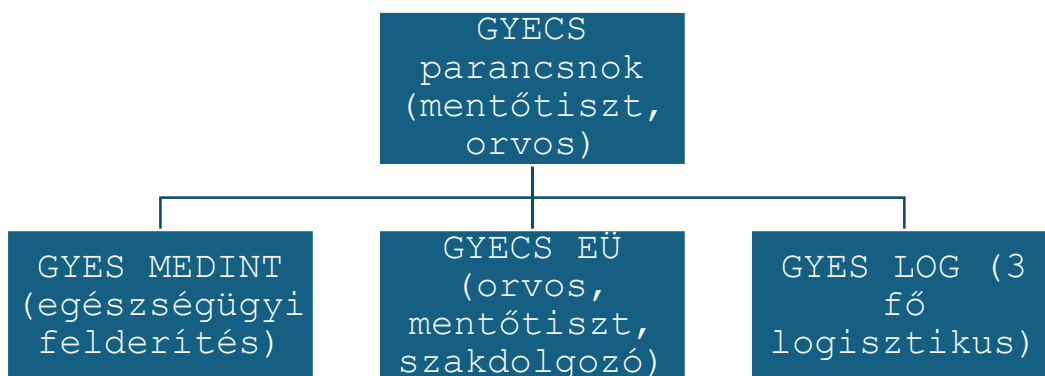 GYECS
parancsnok
(mentőtiszt,
orvos)
GYES MEDINT
(egészségügyi
felderítés)
GYECS EÜ
(orvos,
mentőtiszt,
szakdolgozó)
GYES LOG (3
fő
logisztikus)